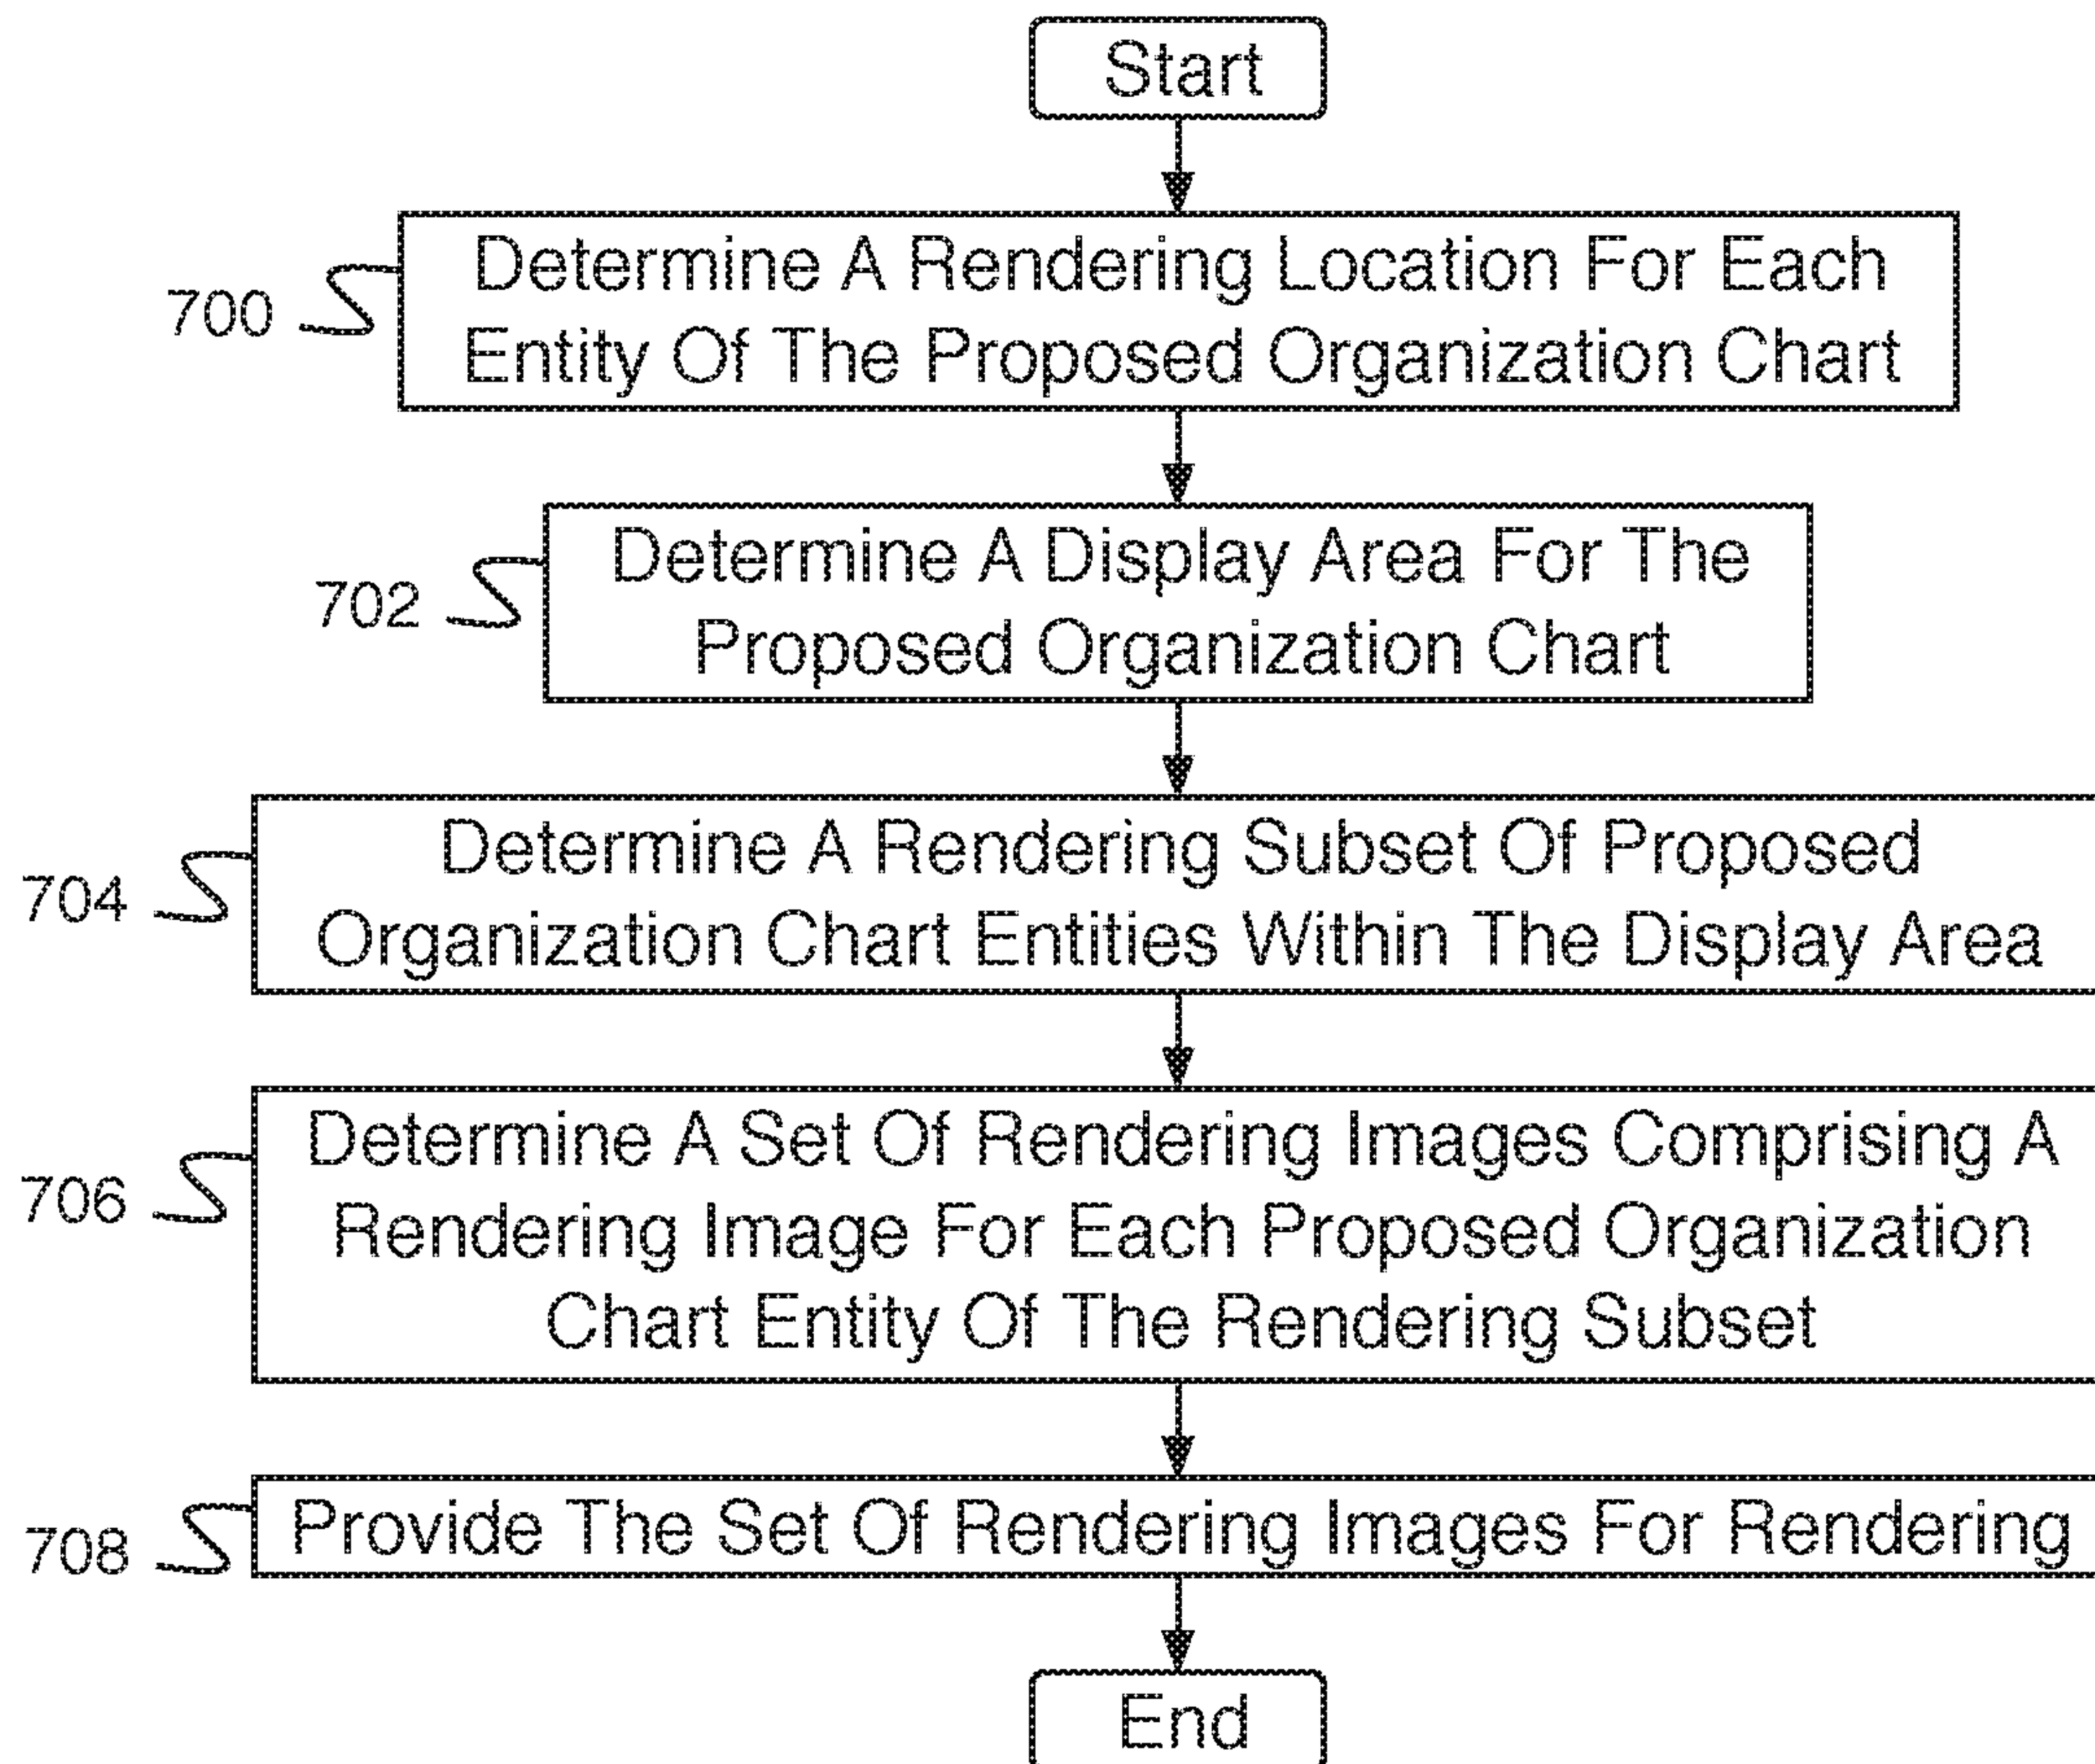 Start
700
Determine A Rendering Location For Each
Entity Of The Proposed Organization Chart
702
Determine A Display Area For The
Proposed Organization Chart
704
Determine A Rendering Subset Of Proposed
Organization Chart Entities Within The Display Area
706
Determine A Set Of Rendering Images Comprising A
Rendering Image For Each Proposed Organization
Chart Entity Of The Rendering Subset
708
Provide The Set Of Rendering Images For Rendering
End